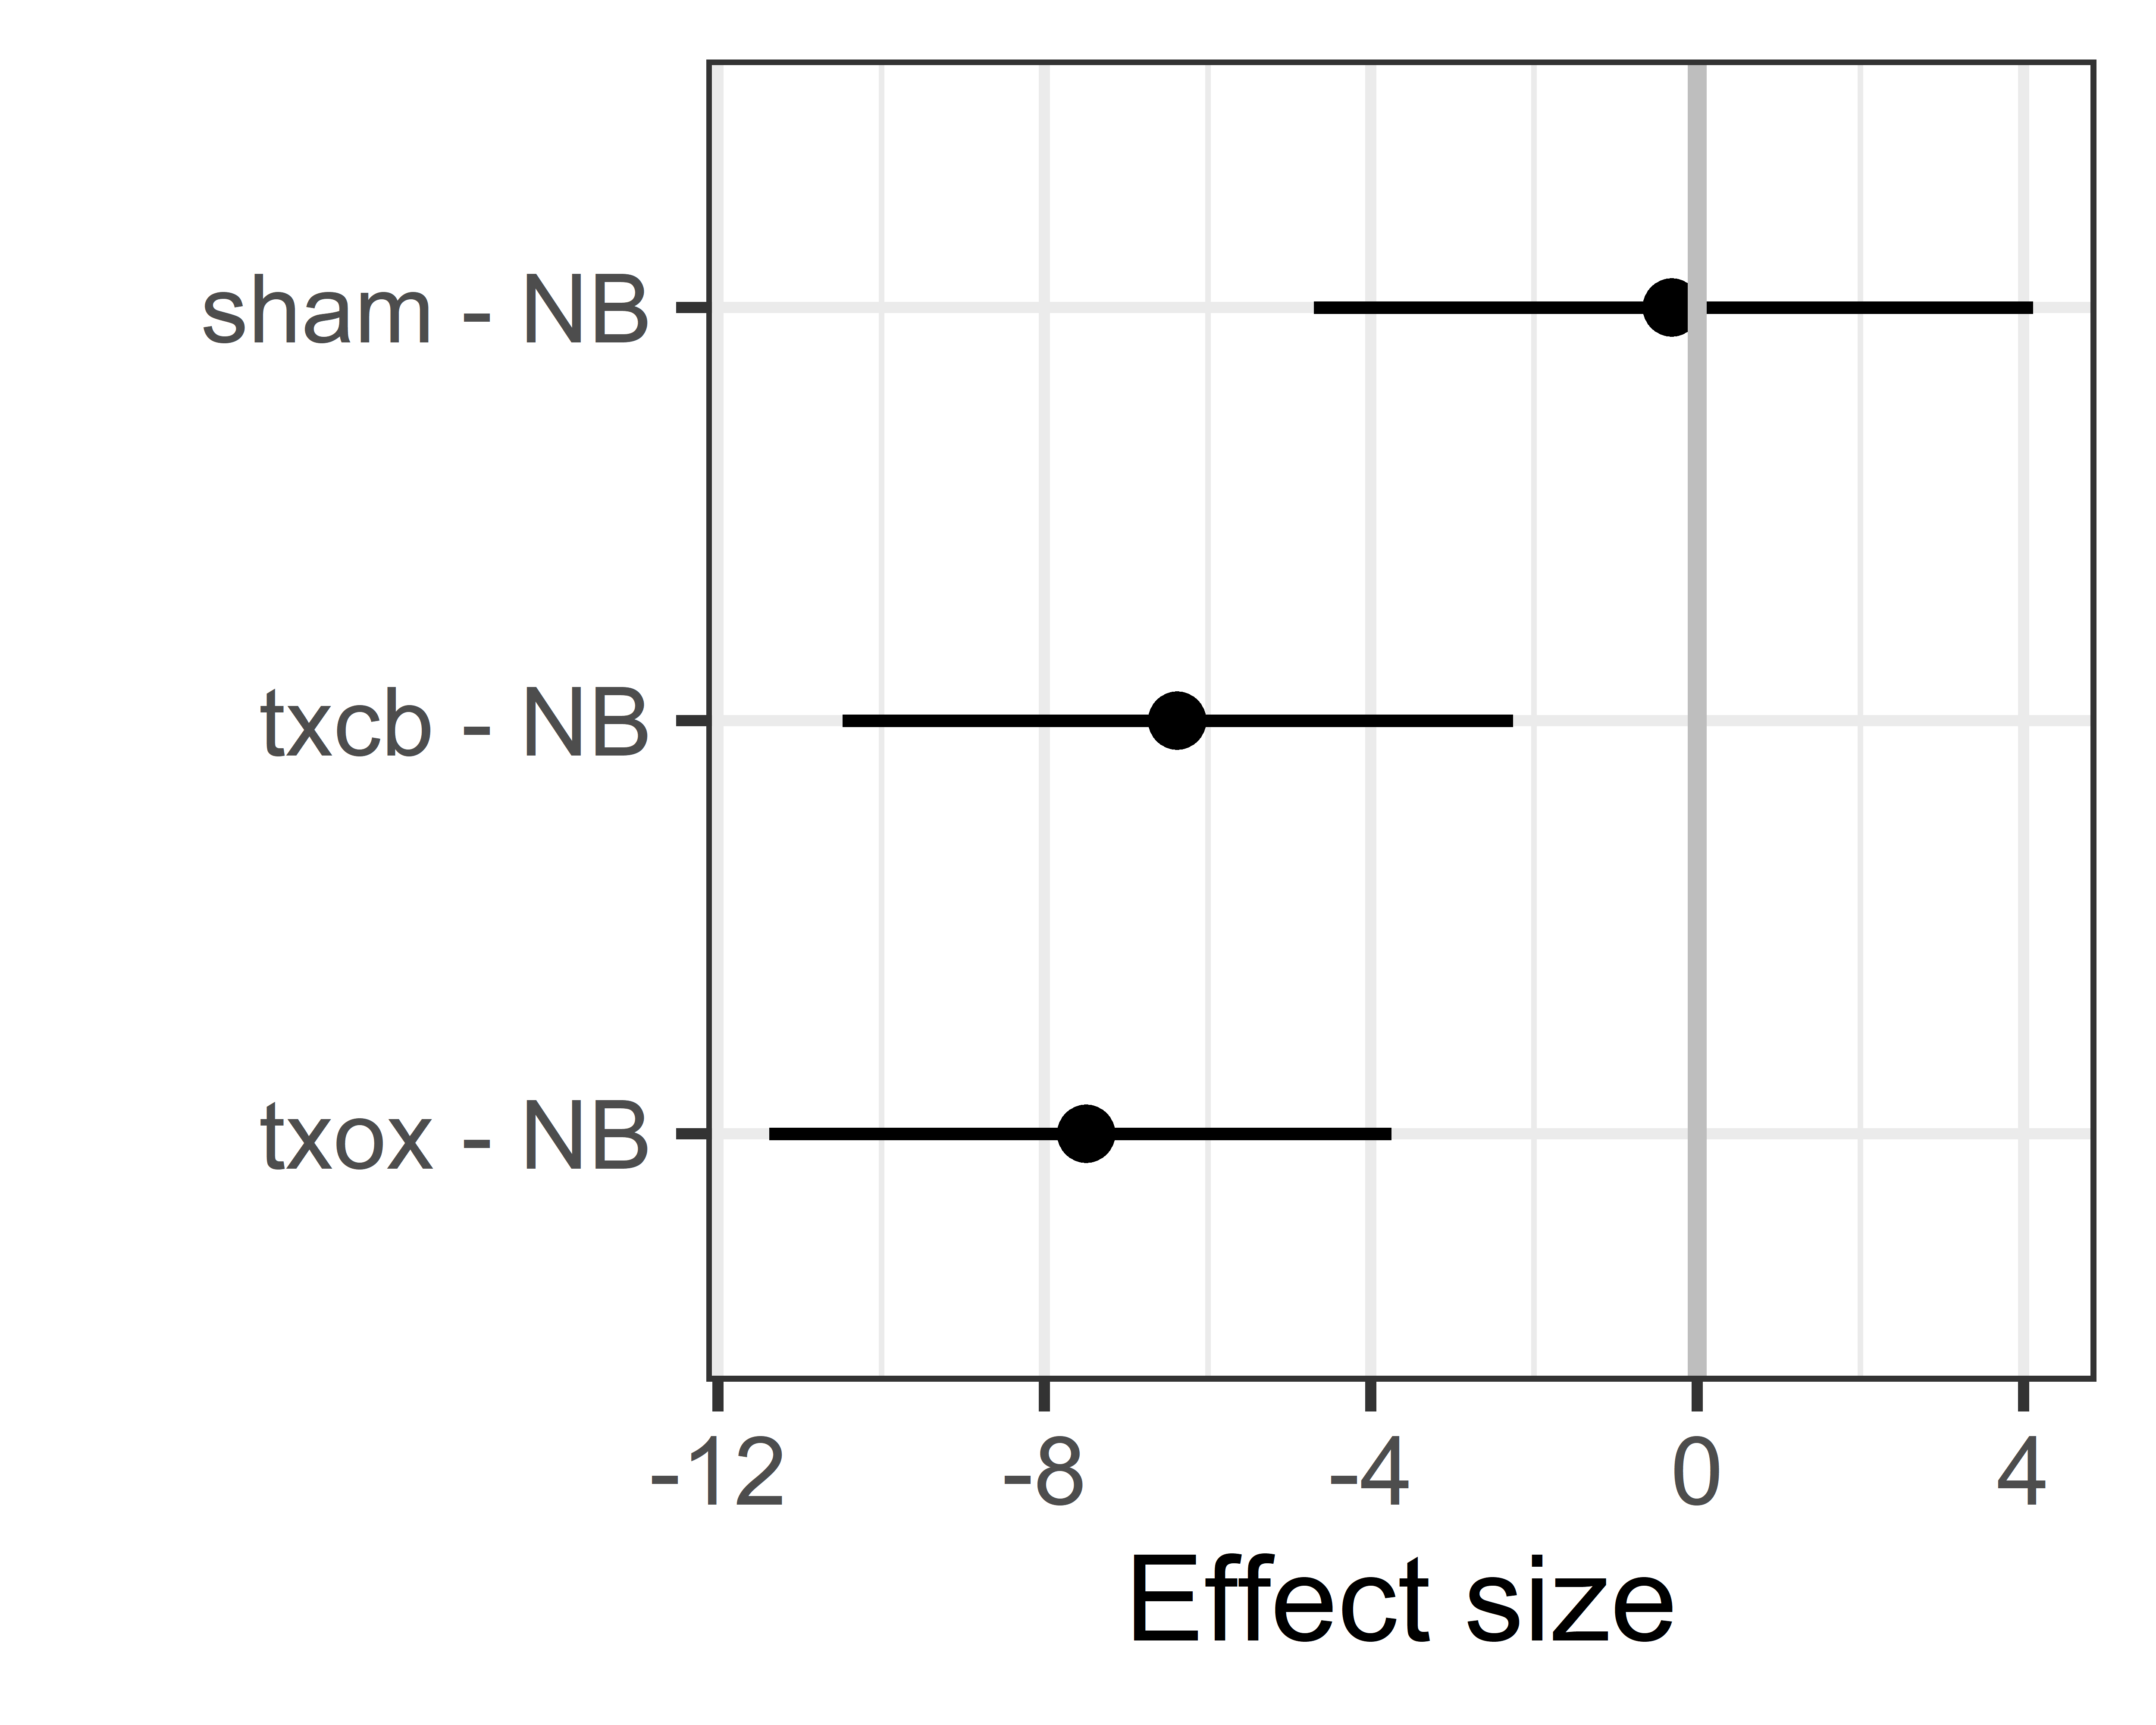 sham - NB
txcb - NB
txox - NB
-12 -8 -4 0 4
Effect size